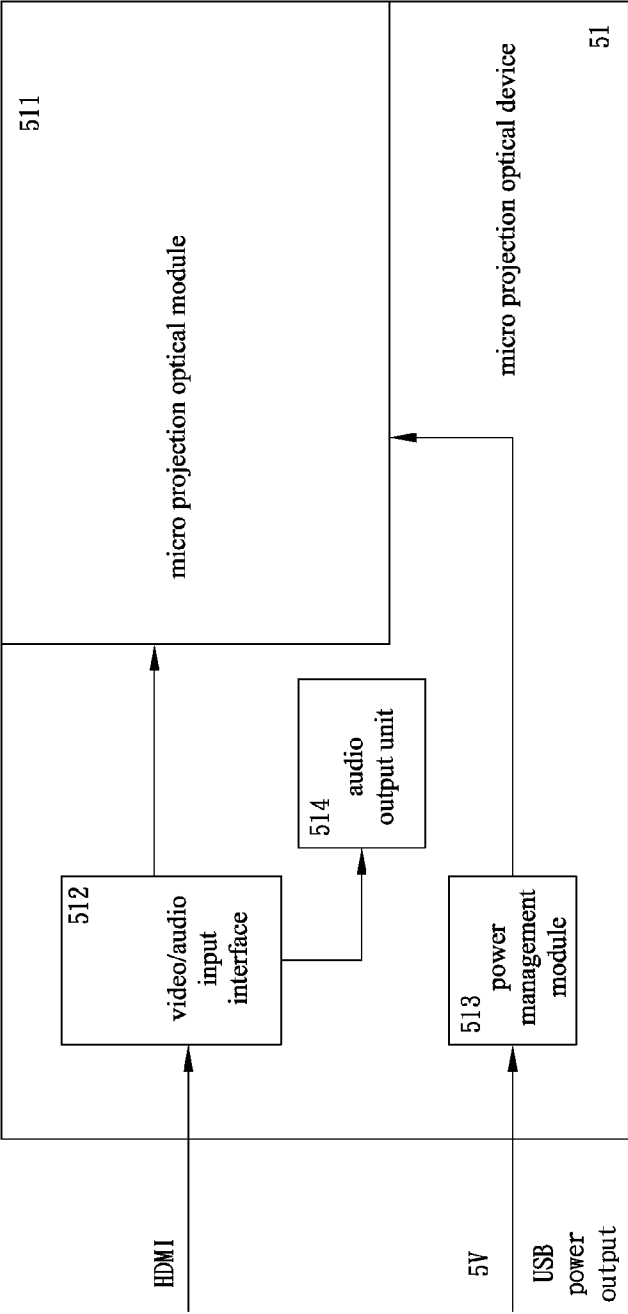 511
micro projection optical module
51
micro projection optical device
512
video/audio
input
interface
514
audio
output unit
513
power
management
module
HDMI
5V
USB
power
output